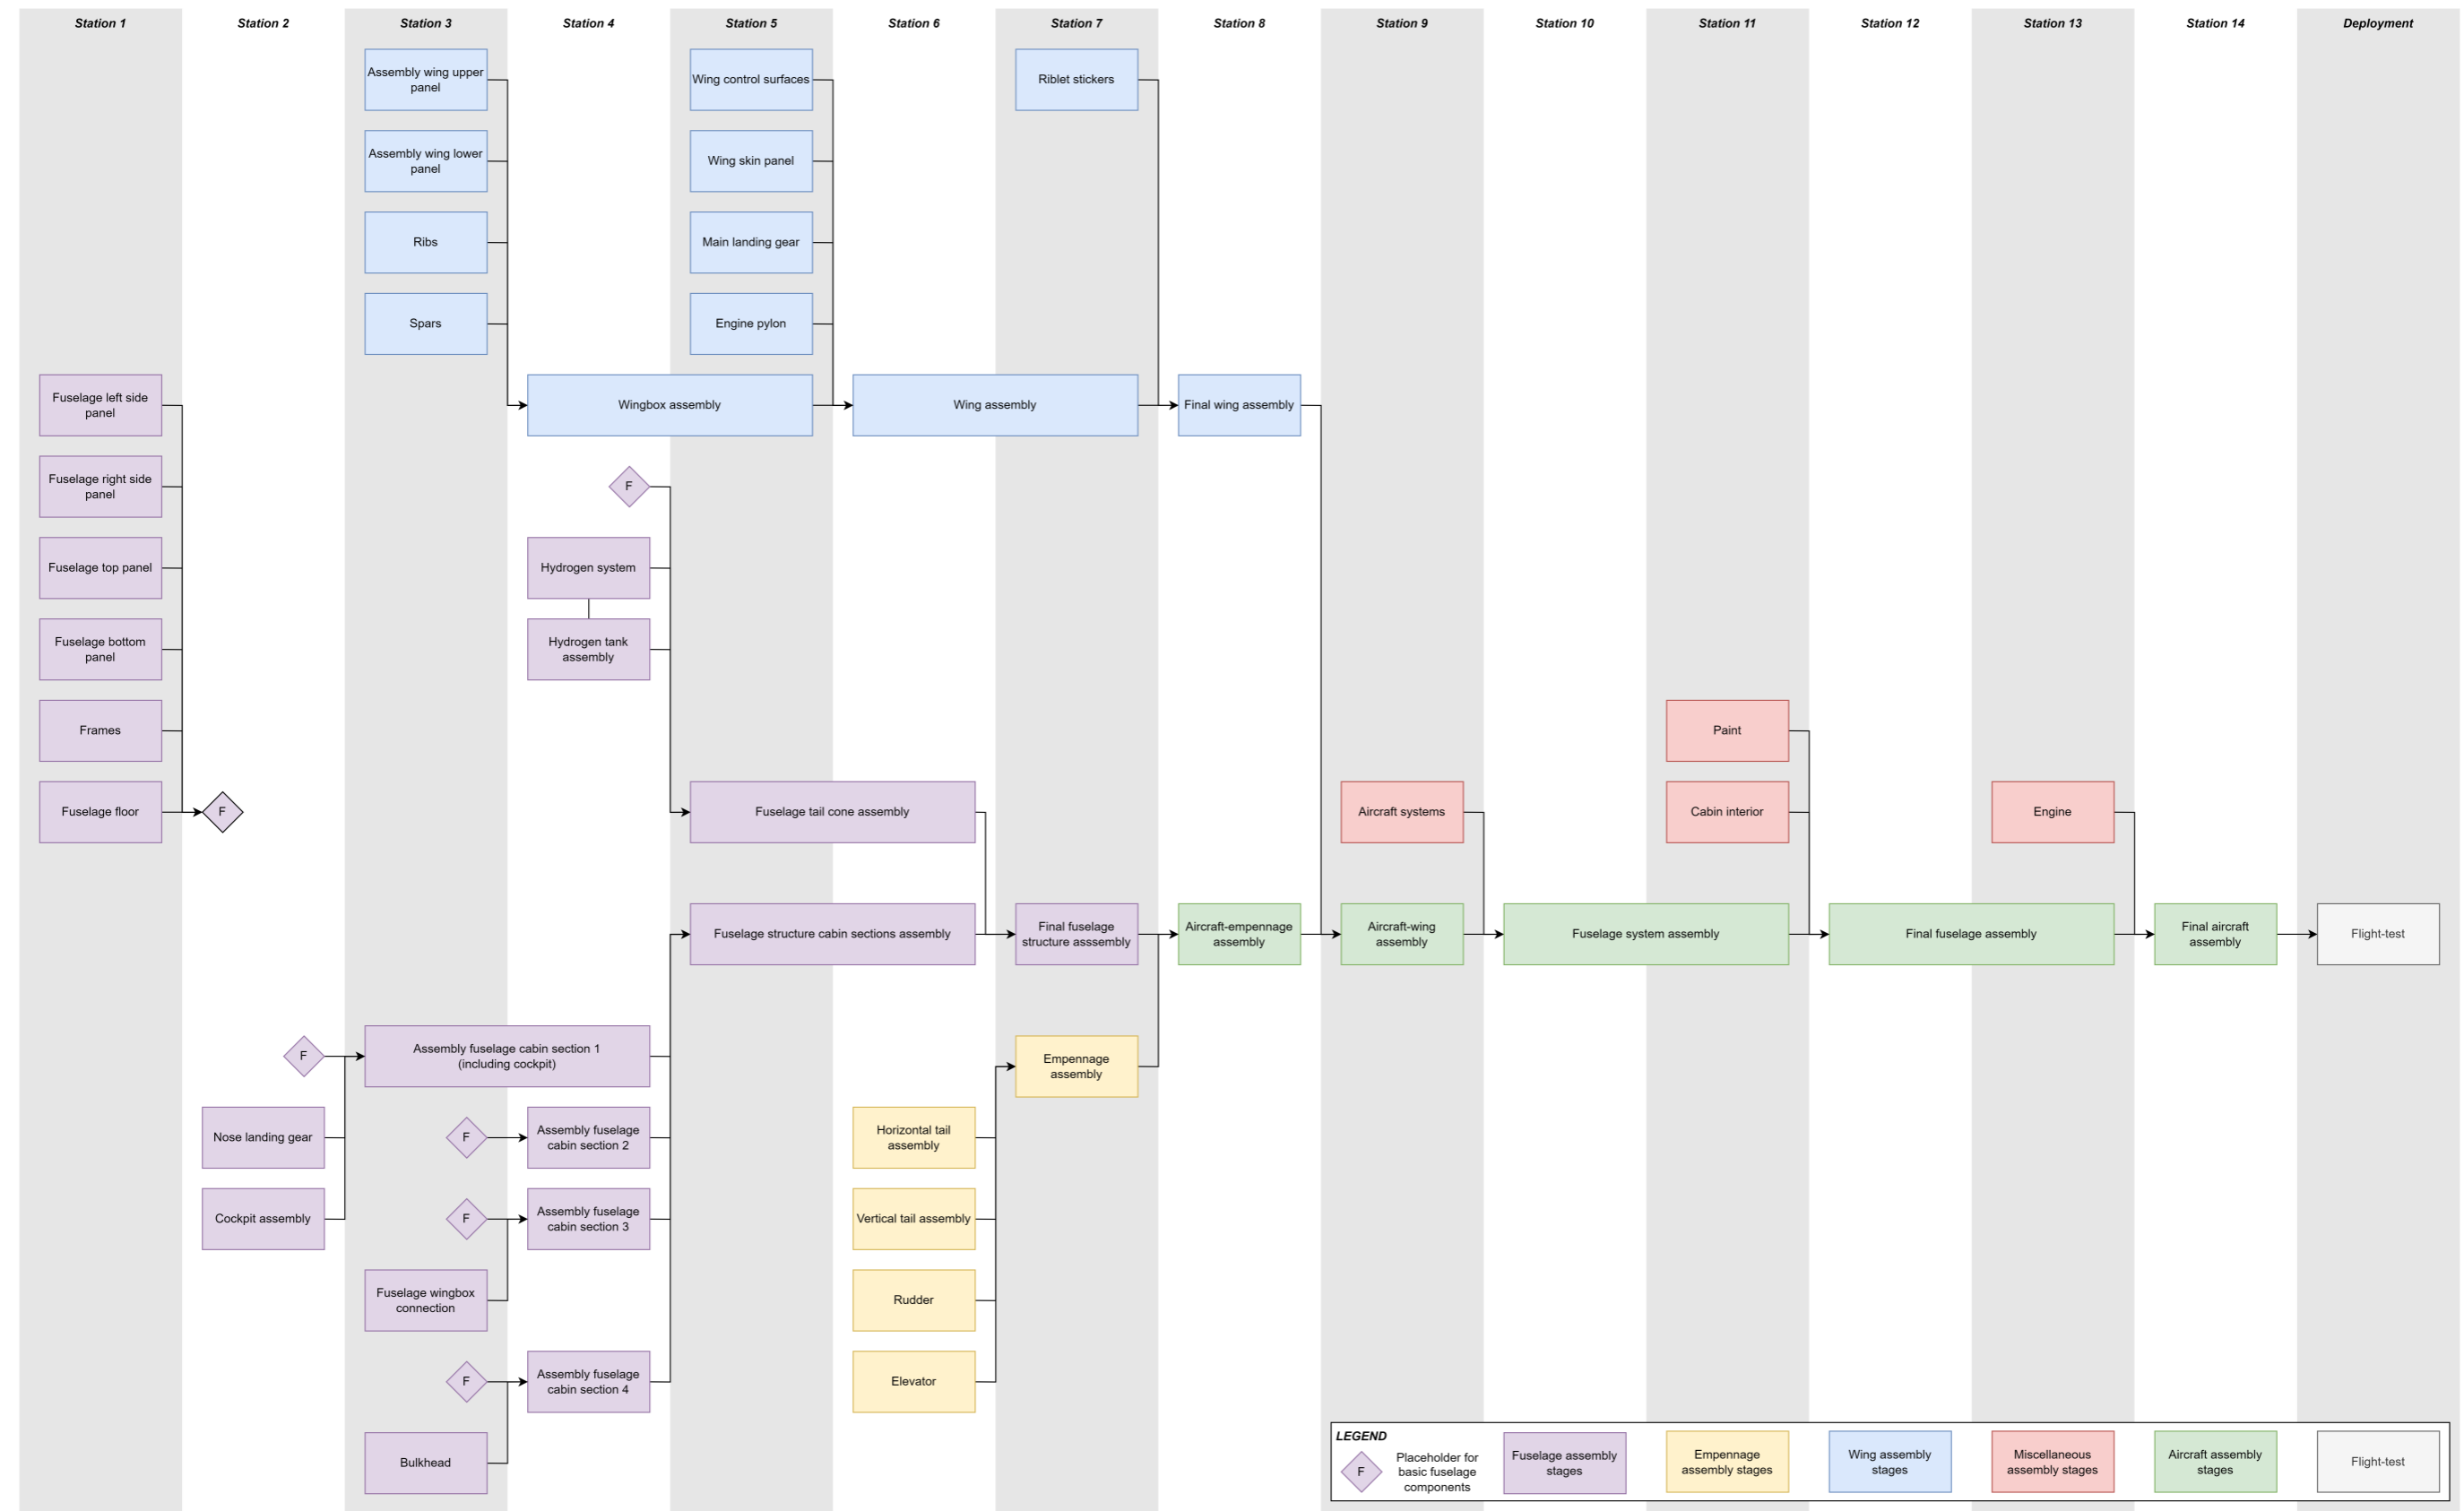 Station 1
Station 2
Station 3
Station 4
Station 5
Station 6
Station 7
Station 8
Station 9
Station 10
Station 11
Station 12
Station 13
Station 14
Deployment
Assembly wing upper
panel
Wing control surfaces
Riblet stickers
Assembly wing lower
panel
Wing skin panel
Ribs
Main landing gear
Spars
Engine pylon
Fuselage left side
panel
Wingbox assembly
Wing assembly
Final wing assembly
Fuselage right side
panel
F
Fuselage top panel
Hydrogen system
Fuselage bottom
panel
Hydrogen tank
assembly
Frames
Paint
Fuselage floor
F
Fuselage tail cone assembly
Aircraft systems
Cabin interior
Engine
Fuselage structure cabin sections assembly
Final fuselage
structure asssembly
Aircraft-empennage
assembly
Aircraft-wing
assembly
Fuselage system assembly
Final fuselage assembly
Final aircraft
assembly
Flight-test
F
Assembly fuselage cabin section 1
(including cockpit)
Empennage
assembly
Nose landing gear
F
Assembly fuselage
cabin section 2
Horizontal tail
assembly
Cockpit assembly
F
Assembly fuselage
cabin section 3
Vertical tail assembly
Fuselage wingbox
connection
Rudder
F
Assembly fuselage
cabin section 4
Elevator
Bulkhead
LEGEND
F
Placeholder for
basic fuselage
components
Fuselage assembly
stages
Empennage
assembly stages
Wing assembly
stages
Miscellaneous
assembly stages
Aircraft assembly
stages
Flight-test